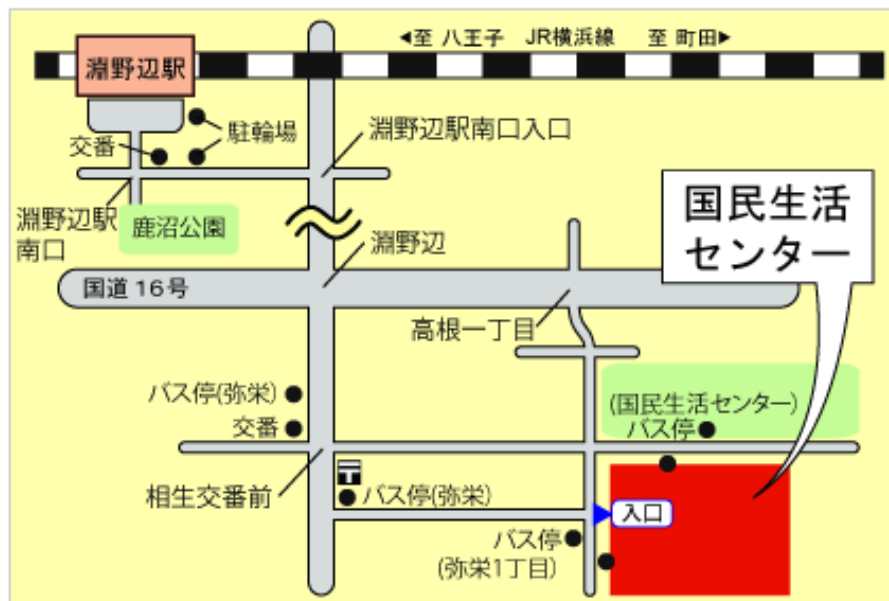 ◀至 八王子 JR横浜線 至 町田▶
淵野辺駅
駐輪場
交番
淵野辺駅南口入口
淵野辺駅
南口
鹿沼公園
国民生活
センター
淵野辺
国道16号
高根一丁目
バス停(弥栄)
交番
(国民生活センター)
バス停
相生交番前
〒
バス停(弥栄)
入口
バス停
(弥栄1丁目)